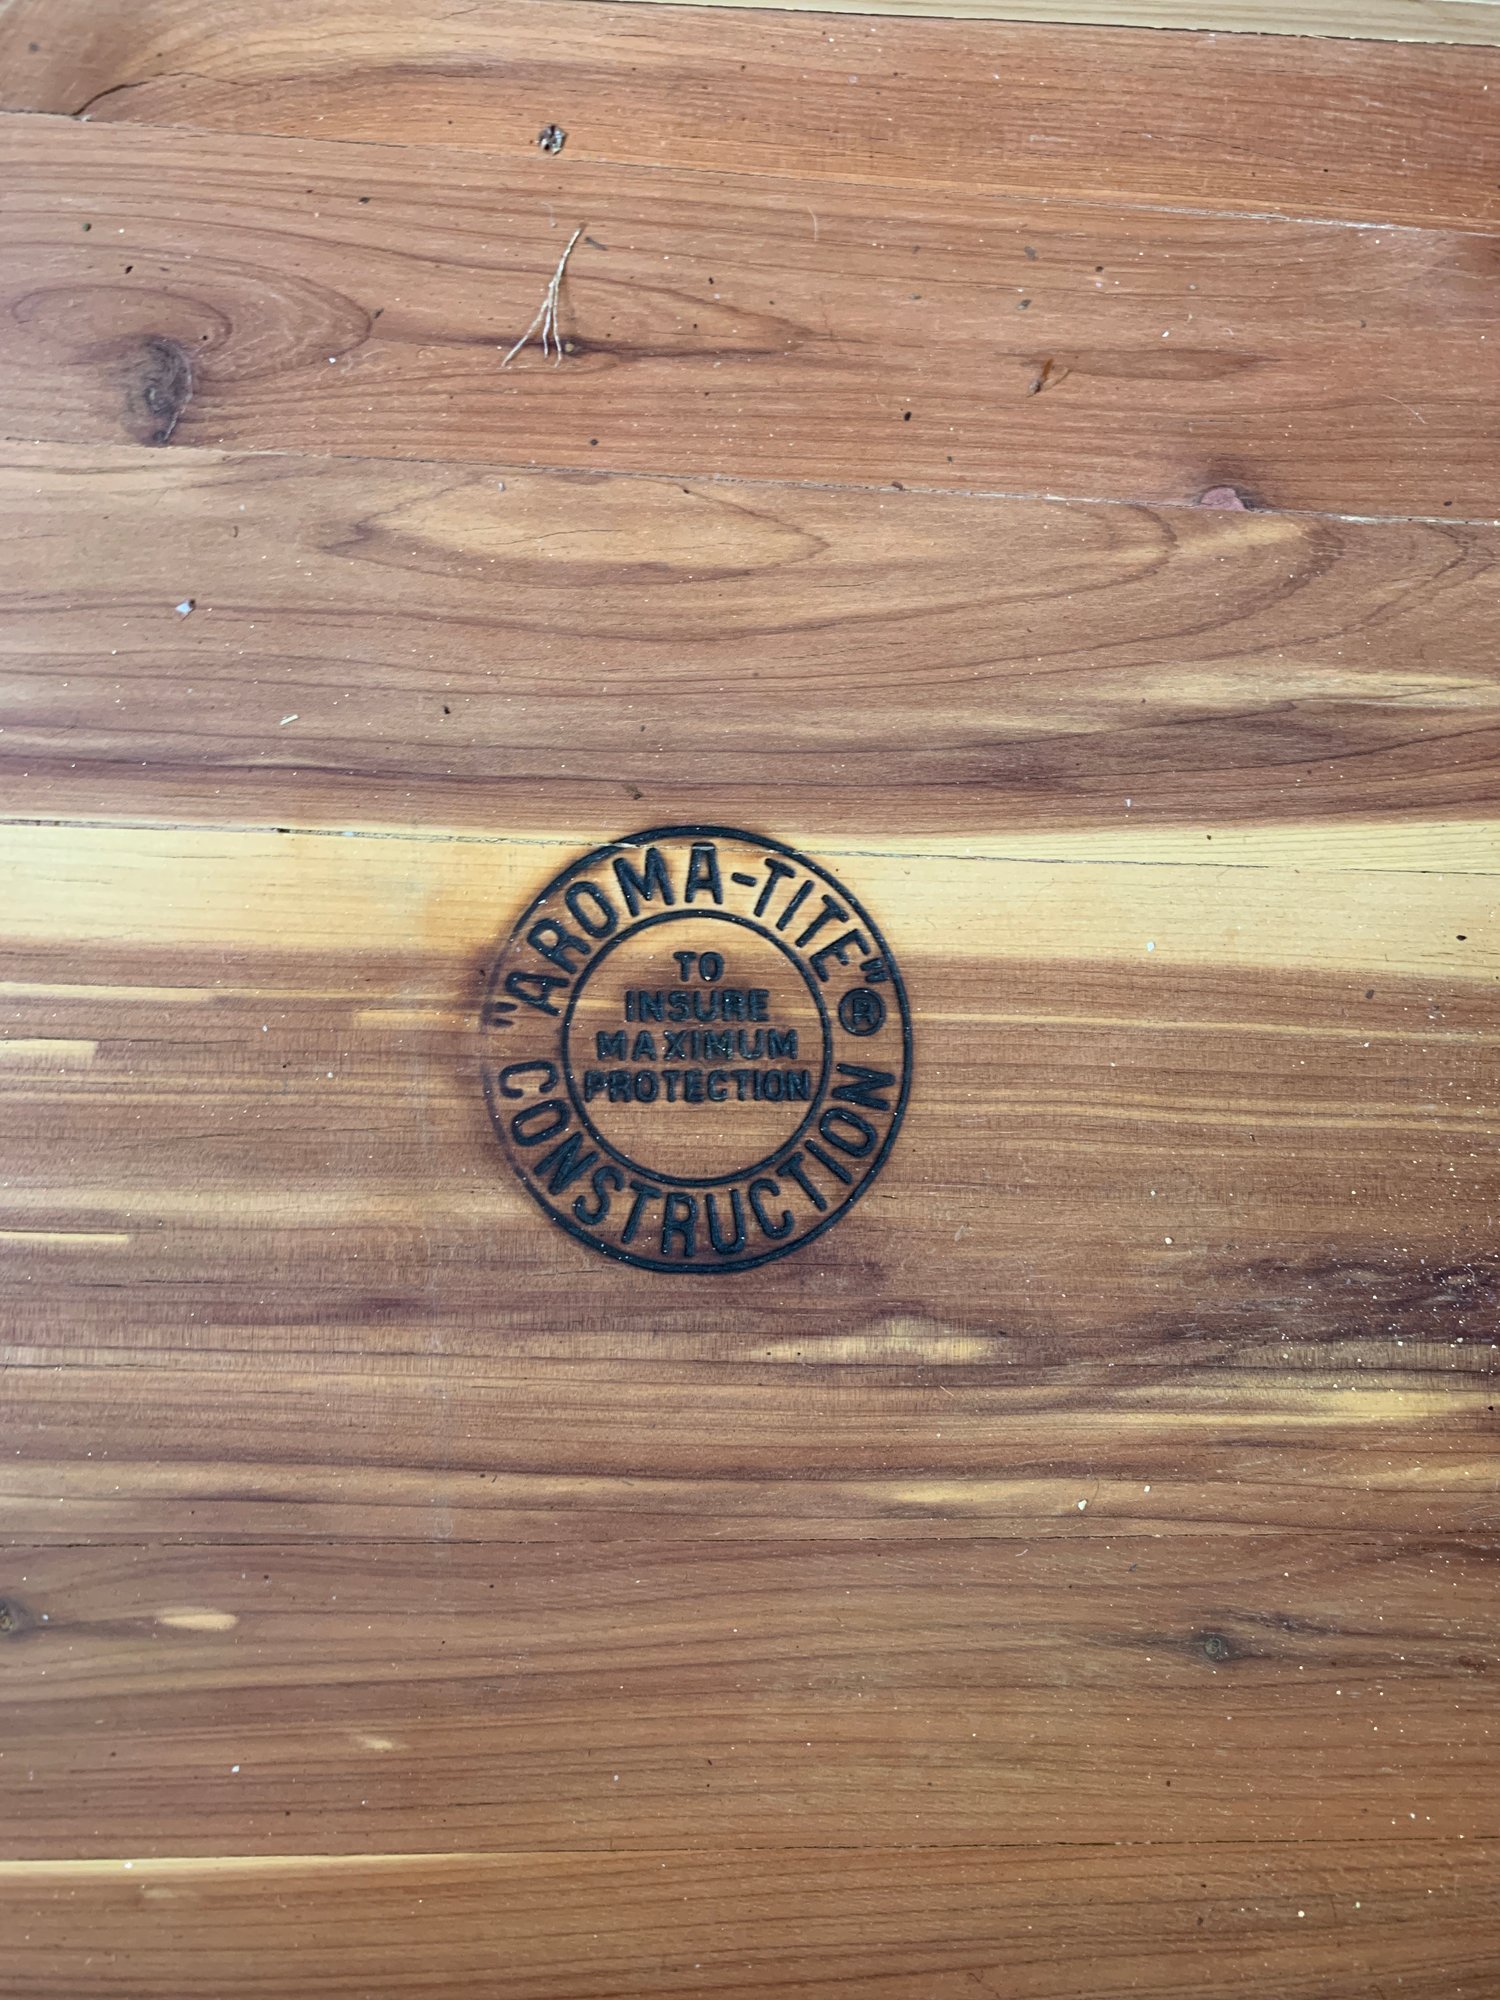 "AROMA-TITE" ®
TO
INSURE
MAXIMUM
PROTECTION
CONSTRUCTION